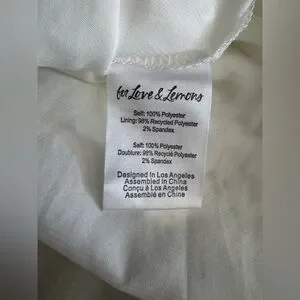 for Love & Lemons
Self: 100% Polyester
Lining: 98% Recycled Polyester
2% Spandex
Self: 100% Polyester
Doublure: 98% Recyclé Polyester
2% Spandex
Designed In Los Angeles
Assembled in China
Conçu à Los Angeles
Assemblé en Chine